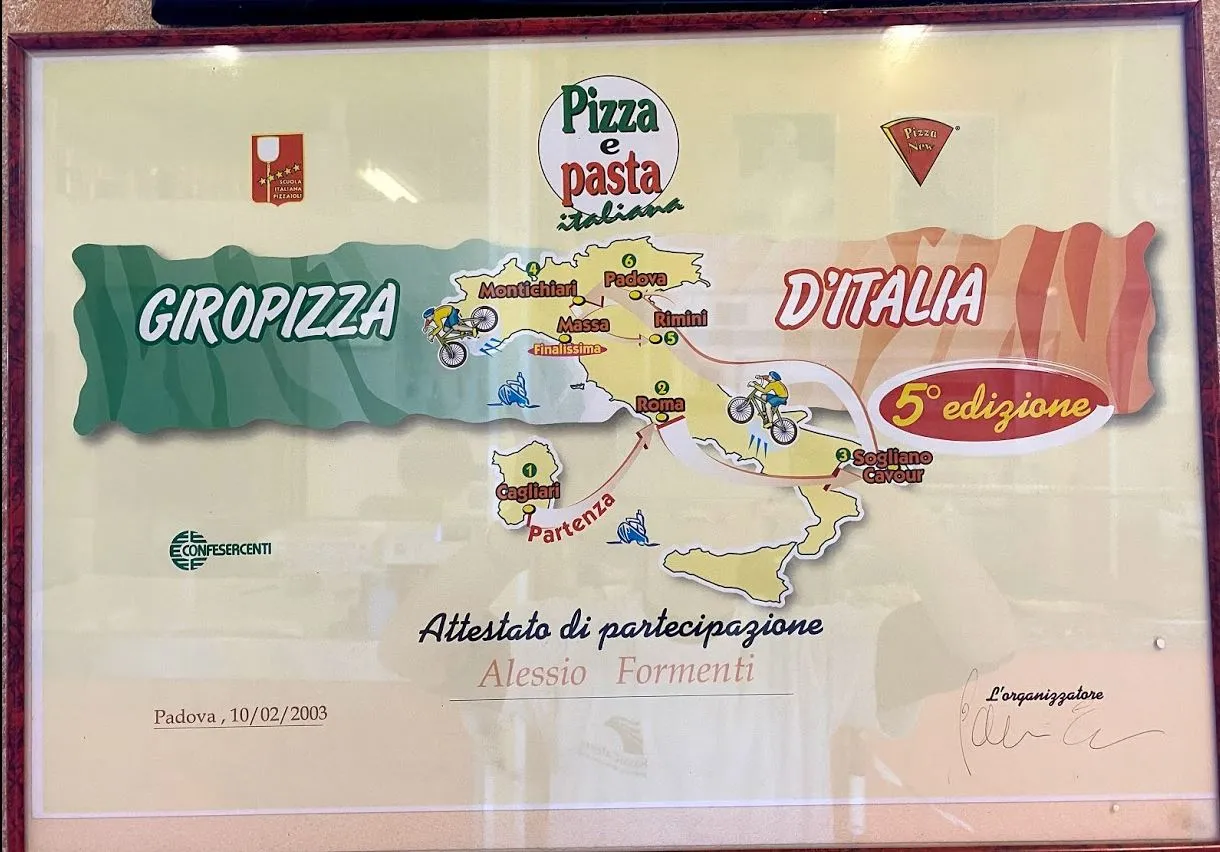 Pizza
e
pasta
italiana
SCUOLA
ITALIANA
PIZZAIOLI
Pizza
New
GIROPIZZA
D'ITALIA
5° edizione
4
Montichiari
6
Padova
Massa
Finalissima
Rimini
5
2
Roma
3 Sogliano
Cavour
1
Cagliari
Partenza
CONFESERCENTI
Attestato di partecipazione
Alessio Formenti
Padova , 10/02/2003
L'organizzatore